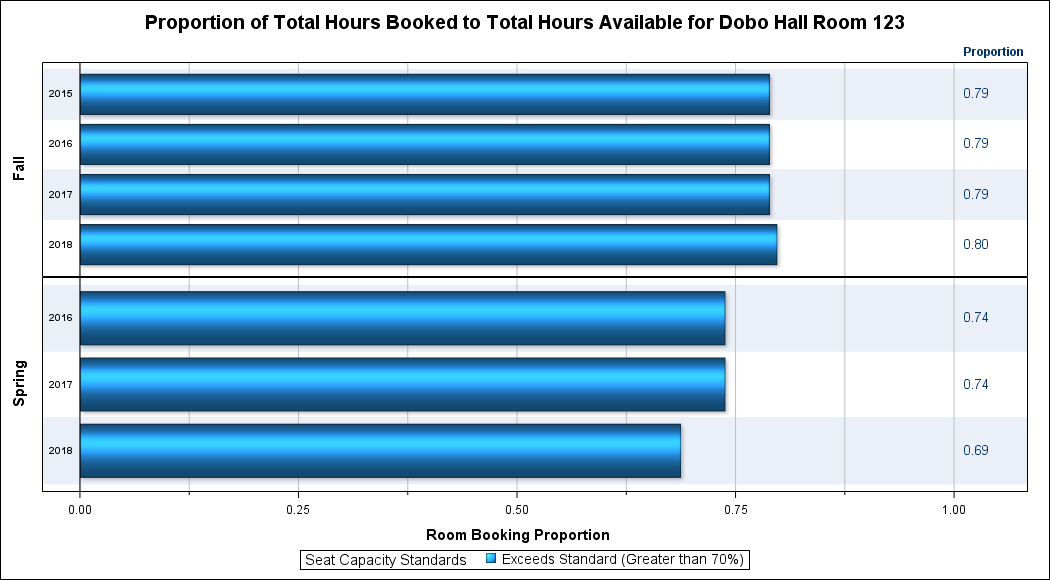 Proportion of Total Hours Booked to Total Hours Available for Dobo Hall Room 123
Proportion
Fall
2015 0.79
2016 0.79
2017 0.79
2018 0.80
Spring
2016 0.74
2017 0.74
2018 0.69
0.00 0.25 0.50 0.75 1.00
Room Booking Proportion
Seat Capacity Standards Exceeds Standard (Greater than 70%)